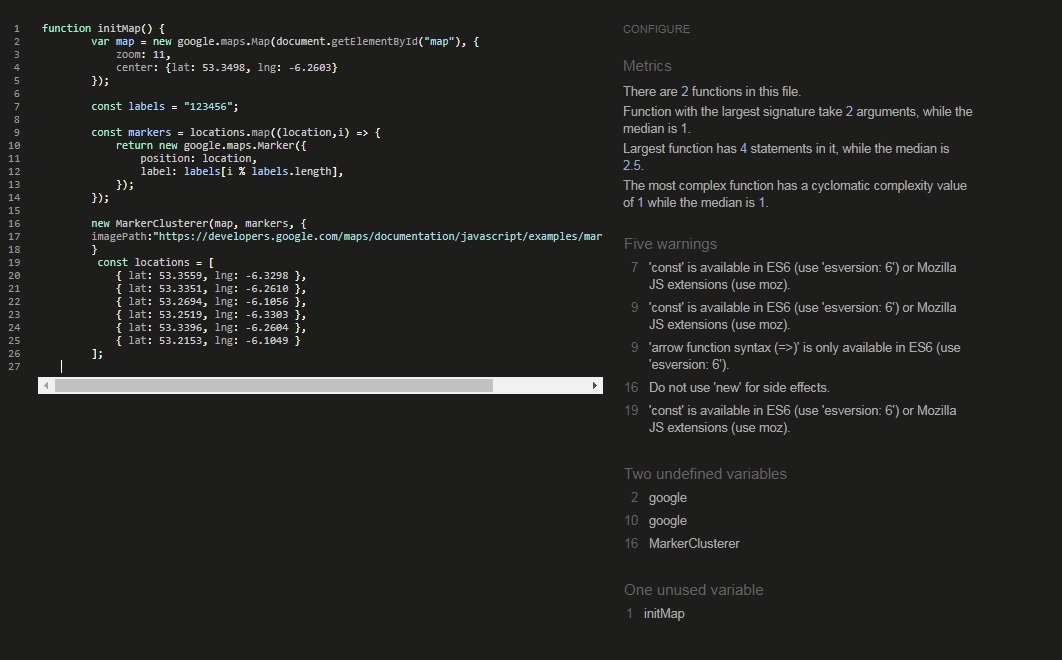 1 function initMap() {
2 var map = new google.maps.Map(document.getElementById("map"), {
3 zoom: 11,
4 center: {lat: 53.3498, lng: -6.2603}
5 });
6
7 const labels = "123456";
8
9 const markers = locations.map((location,i) => {
10 return new google.maps.Marker({
11 position: location,
12 label: labels[i % labels.length],
13 });
14 });
15
16 new MarkerClusterer(map, markers, {
17 imagePath:"https://developers.google.com/maps/documentation/javascript/examples/mar
18 }
19 const locations = [
20 { lat: 53.3559, lng: -6.3298 },
21 { lat: 53.3351, lng: -6.2610 },
22 { lat: 53.2694, lng: -6.1056 },
23 { lat: 53.2519, lng: -6.3303 },
24 { lat: 53.3396, lng: -6.2604 },
25 { lat: 53.2153, lng: -6.1049 }
26 ];
27
CONFIGURE
Metrics
There are 2 functions in this file.
Function with the largest signature take 2 arguments, while the
median is 1.
Largest function has 4 statements in it, while the median is
2.5.
The most complex function has a cyclomatic complexity value
of 1 while the median is 1.
Five warnings
7 'const' is available in ES6 (use 'esversion: 6') or Mozilla
JS extensions (use moz).
9 'const' is available in ES6 (use 'esversion: 6') or Mozilla
JS extensions (use moz).
9 'arrow function syntax (=>)' is only available in ES6 (use
'esversion: 6').
16 Do not use 'new' for side effects.
19 'const' is available in ES6 (use 'esversion: 6') or Mozilla
JS extensions (use moz).
Two undefined variables
2 google
10 google
16 MarkerClusterer
One unused variable
1 initMap